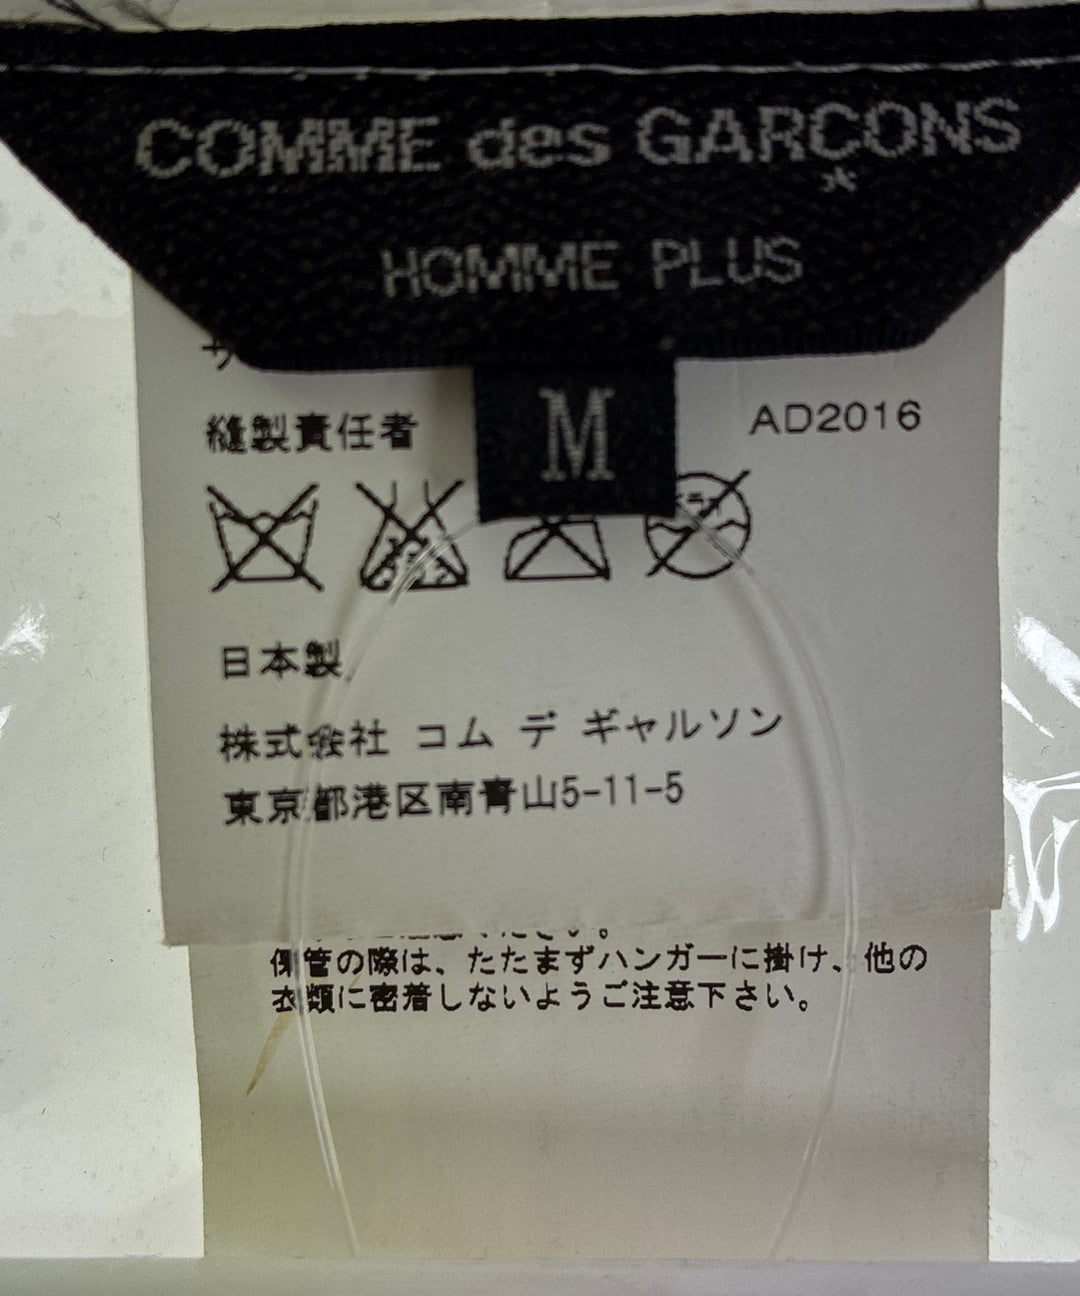 COMME des GARÇONS
HOMME PLUS
M
縫製責任者
AD2016
日本製
株式会社 コム デ ギャルソン
東京都港区南青山5-11-5
保管の際は、たたまずハンガーに掛け、他の
衣類に密着しないようご注意下さい。